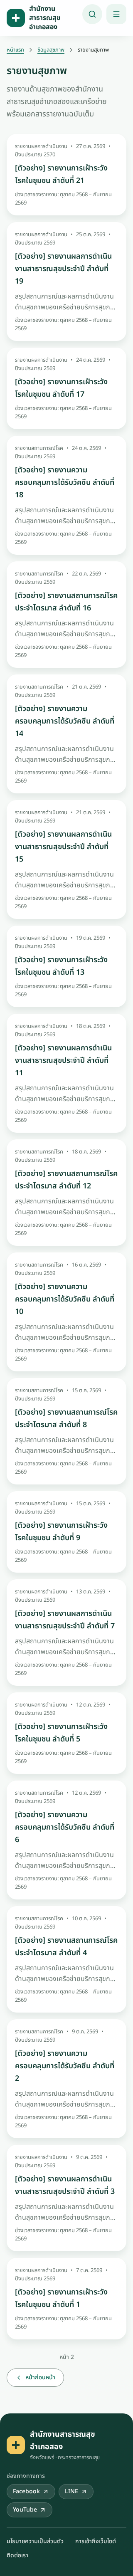 สำนักงาน
สาธารณสุข
อำเภอสอง
หน้าแรก > ข้อมูลสุขภาพ > รายงานสุขภาพ
รายงานสุขภาพ
รายงานด้านสุขภาพของสำนักงาน
สาธารณสุขอำเภอสองและเครือข่าย
พร้อมเอกสารรายงานฉบับเต็ม
รายงานผลการดำเนินงาน • 27 ต.ค. 2569 •
ปีงบประมาณ 2570
[ตัวอย่าง] รายงานการเฝ้าระวัง
โรคในชุมชน ลำดับที่ 21
ช่วงเวลาของรายงาน: ตุลาคม 2568 – กันยายน
2569
รายงานผลการดำเนินงาน • 25 ต.ค. 2569 •
ปีงบประมาณ 2569
[ตัวอย่าง] รายงานผลการดำเนิน
งานสาธารณสุขประจำปี ลำดับที่
19
สรุปสถานการณ์และผลการดำเนินงาน
ด้านสุขภาพของเครือข่ายบริการสุขภ...
ช่วงเวลาของรายงาน: ตุลาคม 2568 – กันยายน
2569
รายงานผลการดำเนินงาน • 24 ต.ค. 2569 •
ปีงบประมาณ 2569
[ตัวอย่าง] รายงานการเฝ้าระวัง
โรคในชุมชน ลำดับที่ 17
ช่วงเวลาของรายงาน: ตุลาคม 2568 – กันยายน
2569
รายงานสถานการณ์โรค • 24 ต.ค. 2569 •
ปีงบประมาณ 2569
[ตัวอย่าง] รายงานความ
ครอบคลุมการได้รับวัคซีน ลำดับที่
18
สรุปสถานการณ์และผลการดำเนินงาน
ด้านสุขภาพของเครือข่ายบริการสุขภ...
ช่วงเวลาของรายงาน: ตุลาคม 2568 – กันยายน
2569
รายงานสถานการณ์โรค • 22 ต.ค. 2569 •
ปีงบประมาณ 2569
[ตัวอย่าง] รายงานสถานการณ์โรค
ประจำไตรมาส ลำดับที่ 16
สรุปสถานการณ์และผลการดำเนินงาน
ด้านสุขภาพของเครือข่ายบริการสุขภ...
ช่วงเวลาของรายงาน: ตุลาคม 2568 – กันยายน
2569
รายงานสถานการณ์โรค • 21 ต.ค. 2569 •
ปีงบประมาณ 2569
[ตัวอย่าง] รายงานความ
ครอบคลุมการได้รับวัคซีน ลำดับที่
14
สรุปสถานการณ์และผลการดำเนินงาน
ด้านสุขภาพของเครือข่ายบริการสุขภ...
ช่วงเวลาของรายงาน: ตุลาคม 2568 – กันยายน
2569
รายงานผลการดำเนินงาน • 21 ต.ค. 2569 •
ปีงบประมาณ 2569
[ตัวอย่าง] รายงานผลการดำเนิน
งานสาธารณสุขประจำปี ลำดับที่
15
สรุปสถานการณ์และผลการดำเนินงาน
ด้านสุขภาพของเครือข่ายบริการสุขภ...
ช่วงเวลาของรายงาน: ตุลาคม 2568 – กันยายน
2569
รายงานผลการดำเนินงาน • 19 ต.ค. 2569 •
ปีงบประมาณ 2569
[ตัวอย่าง] รายงานการเฝ้าระวัง
โรคในชุมชน ลำดับที่ 13
ช่วงเวลาของรายงาน: ตุลาคม 2568 – กันยายน
2569
รายงานผลการดำเนินงาน • 18 ต.ค. 2569 •
ปีงบประมาณ 2569
[ตัวอย่าง] รายงานผลการดำเนิน
งานสาธารณสุขประจำปี ลำดับที่
11
สรุปสถานการณ์และผลการดำเนินงาน
ด้านสุขภาพของเครือข่ายบริการสุขภ...
ช่วงเวลาของรายงาน: ตุลาคม 2568 – กันยายน
2569
รายงานสถานการณ์โรค • 18 ต.ค. 2569 •
ปีงบประมาณ 2569
[ตัวอย่าง] รายงานสถานการณ์โรค
ประจำไตรมาส ลำดับที่ 12
สรุปสถานการณ์และผลการดำเนินงาน
ด้านสุขภาพของเครือข่ายบริการสุขภ...
ช่วงเวลาของรายงาน: ตุลาคม 2568 – กันยายน
2569
รายงานสถานการณ์โรค • 16 ต.ค. 2569 •
ปีงบประมาณ 2569
[ตัวอย่าง] รายงานความ
ครอบคลุมการได้รับวัคซีน ลำดับที่
10
สรุปสถานการณ์และผลการดำเนินงาน
ด้านสุขภาพของเครือข่ายบริการสุขภ...
ช่วงเวลาของรายงาน: ตุลาคม 2568 – กันยายน
2569
รายงานสถานการณ์โรค • 15 ต.ค. 2569 •
ปีงบประมาณ 2569
[ตัวอย่าง] รายงานสถานการณ์โรค
ประจำไตรมาส ลำดับที่ 8
สรุปสถานการณ์และผลการดำเนินงาน
ด้านสุขภาพของเครือข่ายบริการสุขภ...
ช่วงเวลาของรายงาน: ตุลาคม 2568 – กันยายน
2569
รายงานผลการดำเนินงาน • 15 ต.ค. 2569 •
ปีงบประมาณ 2569
[ตัวอย่าง] รายงานการเฝ้าระวัง
โรคในชุมชน ลำดับที่ 9
ช่วงเวลาของรายงาน: ตุลาคม 2568 – กันยายน
2569
รายงานผลการดำเนินงาน • 13 ต.ค. 2569 •
ปีงบประมาณ 2569
[ตัวอย่าง] รายงานผลการดำเนิน
งานสาธารณสุขประจำปี ลำดับที่ 7
สรุปสถานการณ์และผลการดำเนินงาน
ด้านสุขภาพของเครือข่ายบริการสุขภ...
ช่วงเวลาของรายงาน: ตุลาคม 2568 – กันยายน
2569
รายงานผลการดำเนินงาน • 12 ต.ค. 2569 •
ปีงบประมาณ 2569
[ตัวอย่าง] รายงานการเฝ้าระวัง
โรคในชุมชน ลำดับที่ 5
ช่วงเวลาของรายงาน: ตุลาคม 2568 – กันยายน
2569
รายงานสถานการณ์โรค • 12 ต.ค. 2569 •
ปีงบประมาณ 2569
[ตัวอย่าง] รายงานความ
ครอบคลุมการได้รับวัคซีน ลำดับที่
6
สรุปสถานการณ์และผลการดำเนินงาน
ด้านสุขภาพของเครือข่ายบริการสุขภ...
ช่วงเวลาของรายงาน: ตุลาคม 2568 – กันยายน
2569
รายงานสถานการณ์โรค • 10 ต.ค. 2569 •
ปีงบประมาณ 2569
[ตัวอย่าง] รายงานสถานการณ์โรค
ประจำไตรมาส ลำดับที่ 4
สรุปสถานการณ์และผลการดำเนินงาน
ด้านสุขภาพของเครือข่ายบริการสุขภ...
ช่วงเวลาของรายงาน: ตุลาคม 2568 – กันยายน
2569
รายงานสถานการณ์โรค • 9 ต.ค. 2569 •
ปีงบประมาณ 2569
[ตัวอย่าง] รายงานความ
ครอบคลุมการได้รับวัคซีน ลำดับที่
2
สรุปสถานการณ์และผลการดำเนินงาน
ด้านสุขภาพของเครือข่ายบริการสุขภ...
ช่วงเวลาของรายงาน: ตุลาคม 2568 – กันยายน
2569
รายงานผลการดำเนินงาน • 9 ต.ค. 2569 •
ปีงบประมาณ 2569
[ตัวอย่าง] รายงานผลการดำเนิน
งานสาธารณสุขประจำปี ลำดับที่ 3
สรุปสถานการณ์และผลการดำเนินงาน
ด้านสุขภาพของเครือข่ายบริการสุขภ...
ช่วงเวลาของรายงาน: ตุลาคม 2568 – กันยายน
2569
รายงานผลการดำเนินงาน • 7 ต.ค. 2569 •
ปีงบประมาณ 2569
[ตัวอย่าง] รายงานการเฝ้าระวัง
โรคในชุมชน ลำดับที่ 1
ช่วงเวลาของรายงาน: ตุลาคม 2568 – กันยายน
2569
หน้า 2
หน้าก่อนหน้า
สำนักงานสาธารณสุข
อำเภอสอง
จังหวัดแพร่ · กระทรวงสาธารณสุข
ช่องทางทางการ
Facebook
LINE
YouTube
นโยบายความเป็นส่วนตัว การเข้าถึงเว็บไซต์
ติดต่อเรา